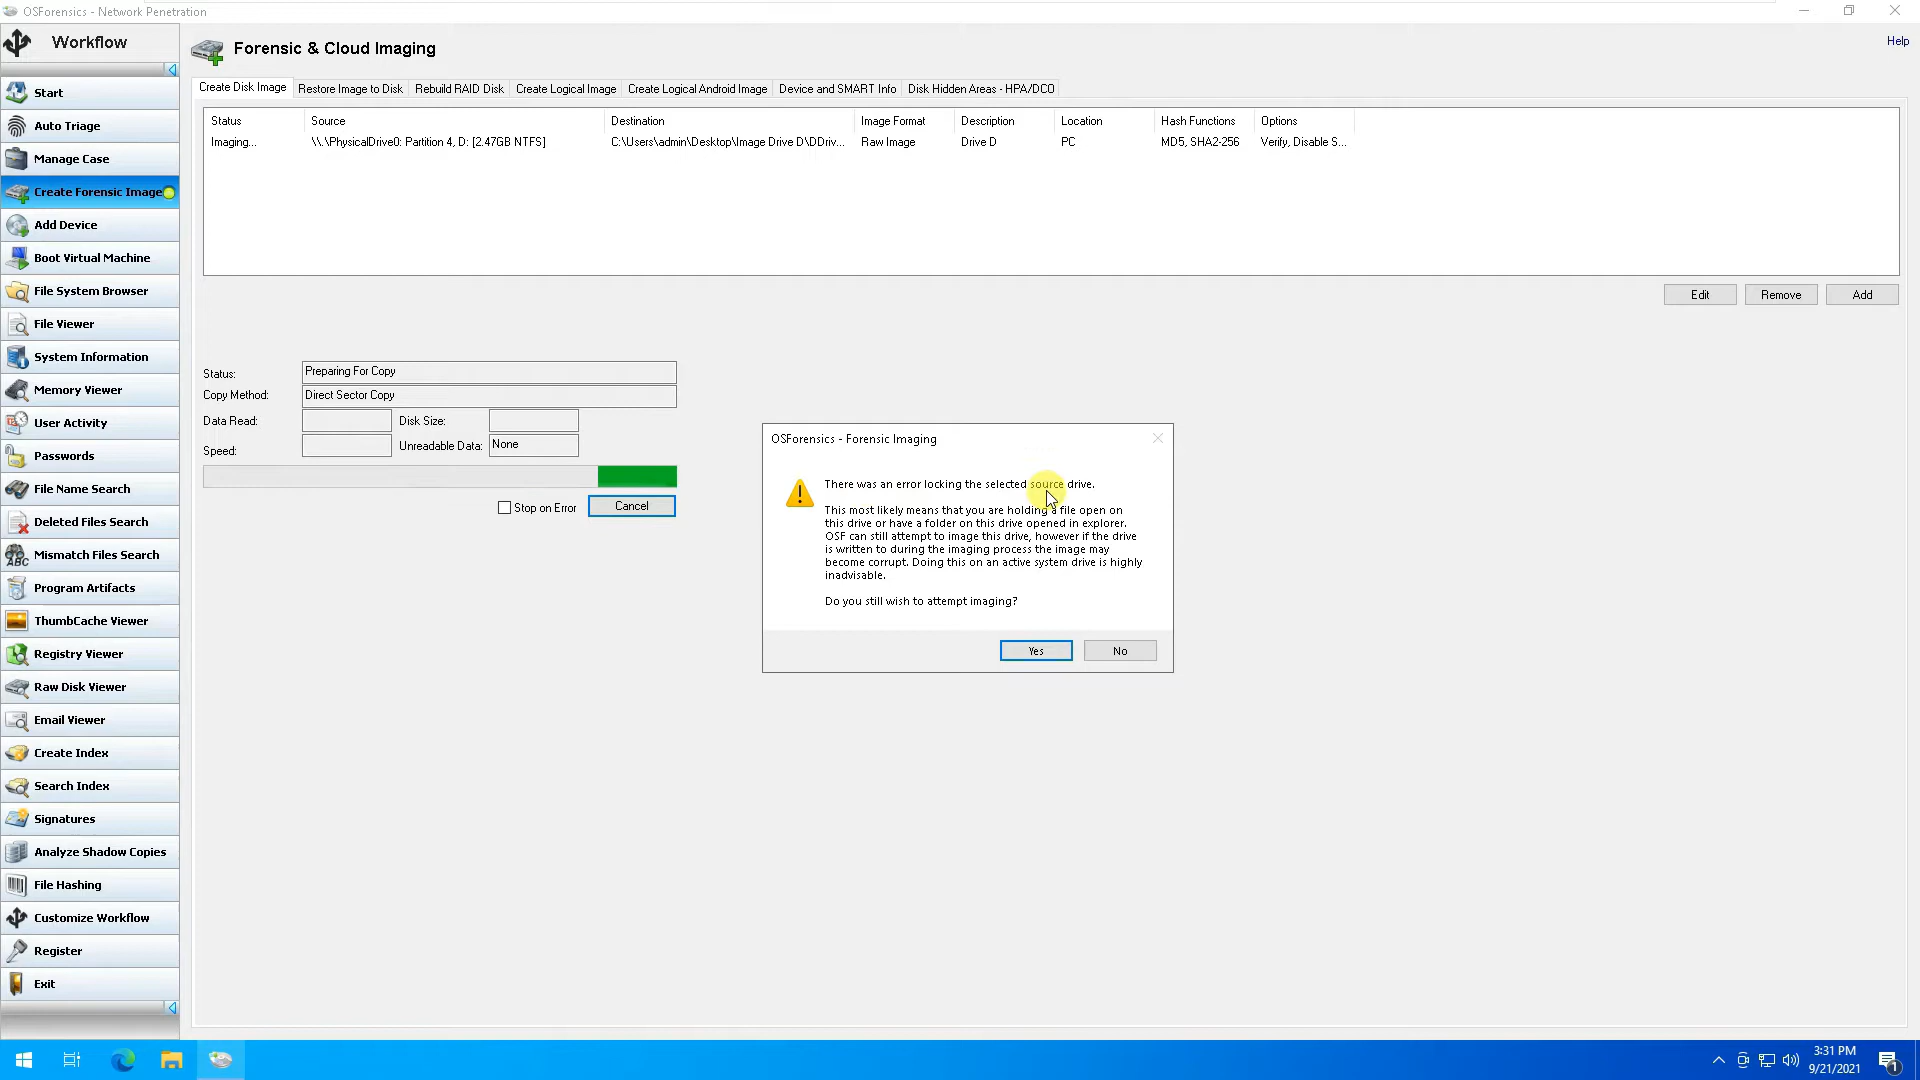 OSForensics - Network Penetration
Workflow
Forensic & Cloud Imaging
Help
Start
Auto Triage
Manage Case
Create Forensic Image
Add Device
Boot Virtual Machine
File System Browser
File Viewer
System Information
Memory Viewer
User Activity
Passwords
File Name Search
Deleted Files Search
Mismatch Files Search
Program Artifacts
ThumbCache Viewer
Registry Viewer
Raw Disk Viewer
Email Viewer
Create Index
Search Index
Signatures
Analyze Shadow Copies
File Hashing
Customize Workflow
Register
Exit
Create Disk Image Restore Image to Disk Rebuild RAID Disk Create Logical Image Create Logical Android Image Device and SMART Info Disk Hidden Areas - HPA/DCO
Status Source Destination Image Format Description Location Hash Functions Options
Imaging... \\.\PhysicalDrive0: Partition 4, D: [2.47GB NTFS] C:\Users\admin\Desktop\Image Drive D\DDriv... Raw Image Drive D PC MD5, SHA2-256 Verify, Disable S...
Edit Remove Add
Status: Preparing For Copy
Copy Method: Direct Sector Copy
Data Read: Disk Size:
Speed: Unreadable Data: None
Stop on Error Cancel
OSForensics - Forensic Imaging
There was an error locking the selected source drive.
This most likely means that you are holding a file open on
this drive or have a folder on this drive opened in explorer.
OSF can still attempt to image this drive, however if the drive
is written to during the imaging process the image may
become corrupt. Doing this on an active system drive is highly
inadvisable.
Do you still wish to attempt imaging?
Yes No
ABC
3:31 PM
9/21/2021
1